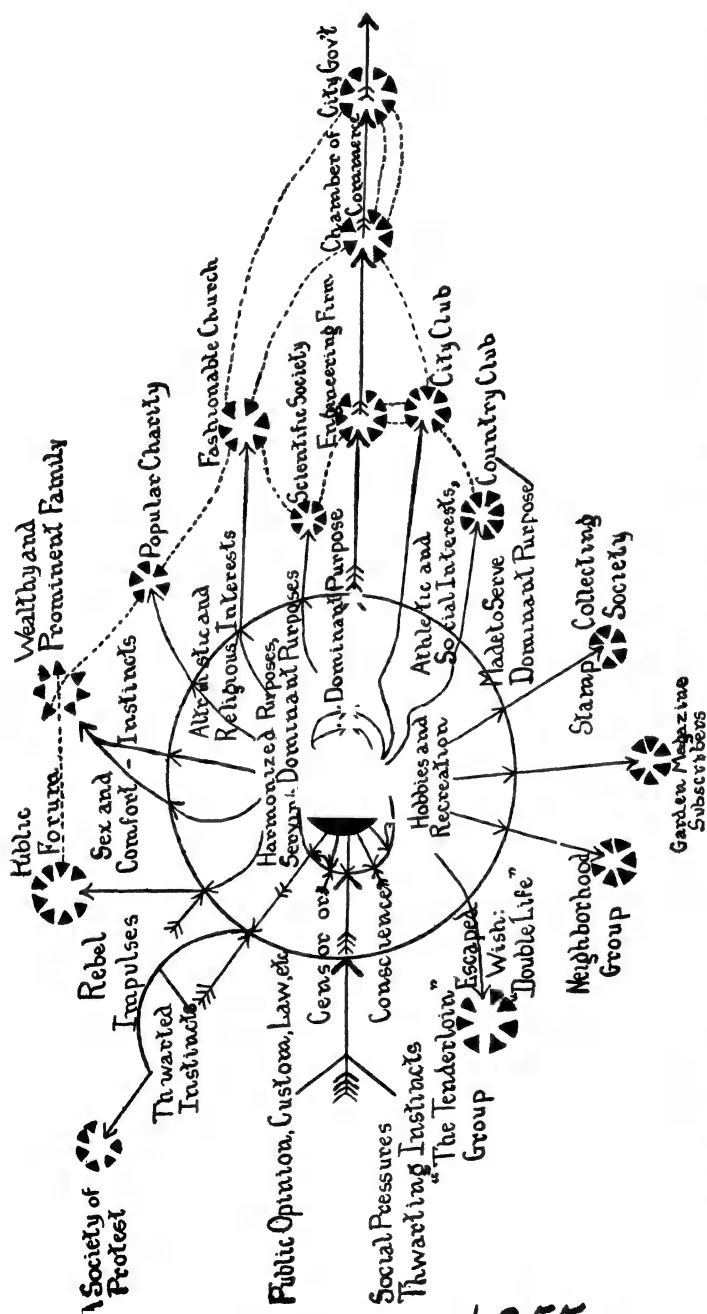 Society of
Protest
Thwarted
Instincts
Rebel
Impulses
Public
Forum
Sex and
Comfort - Instincts
Wealthy and
Prominent Family
Popular Charity
Altruistic and
Religious Interests
Fashionable Church
Harmonized Purposes,
Serving Dominant Purposes
Scientific Society
Public Opinion, Custom, Law, etc.
Censor or
Conscience
Dominant Purpose
Engineering Firm
Chamber of
Commerce
City Gov't
Social Pressures
Thwarting Instincts
Athletic and
Social Interests,
Made to Serve
Dominant Purpose
City Club
Country Club
"The Tenderloin"
Group
Escaped
Wish:
"Double Life"
Hobbies and
Recreation
Neighborhood
Group
Garden Magazine
Subscribers
Stamp Collecting
Society